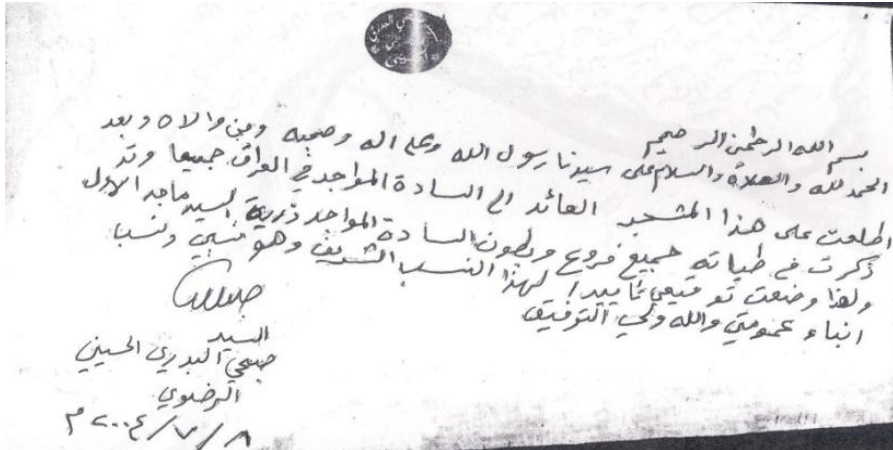 بسم الله الرحمن الرحيم
الحمد لله والصلاة والسلام على سيدنا رسول الله وعلى اله وصحبه ومن والاه وبعد
اطلعت على هذا المشجر العائد الى السادة المواجد في العراق جميعا وقد
ذكرت في طياته جميع فروع وبطون السادة المواجد ذرية السيد ماجد الاول
ولهذا وضعت توقيعي تأييدا لهذا النسب الشريف وهو نسبي ونسب
ابناء عمومتي والله ولي التوفيق
السيد
صبحي البدري الحسيني
الرضوي
٨/٧/٢٠٠٤ م